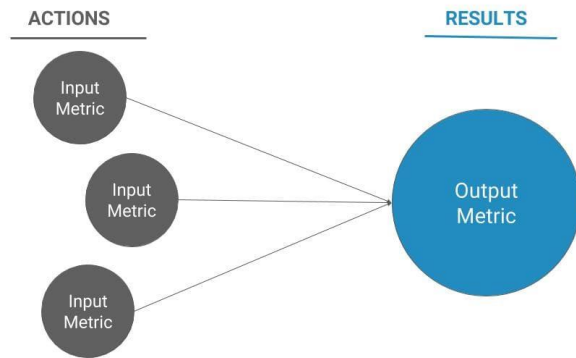 ACTIONS
RESULTS
Input
Metric
Input
Metric
Input
Metric
Output
Metric